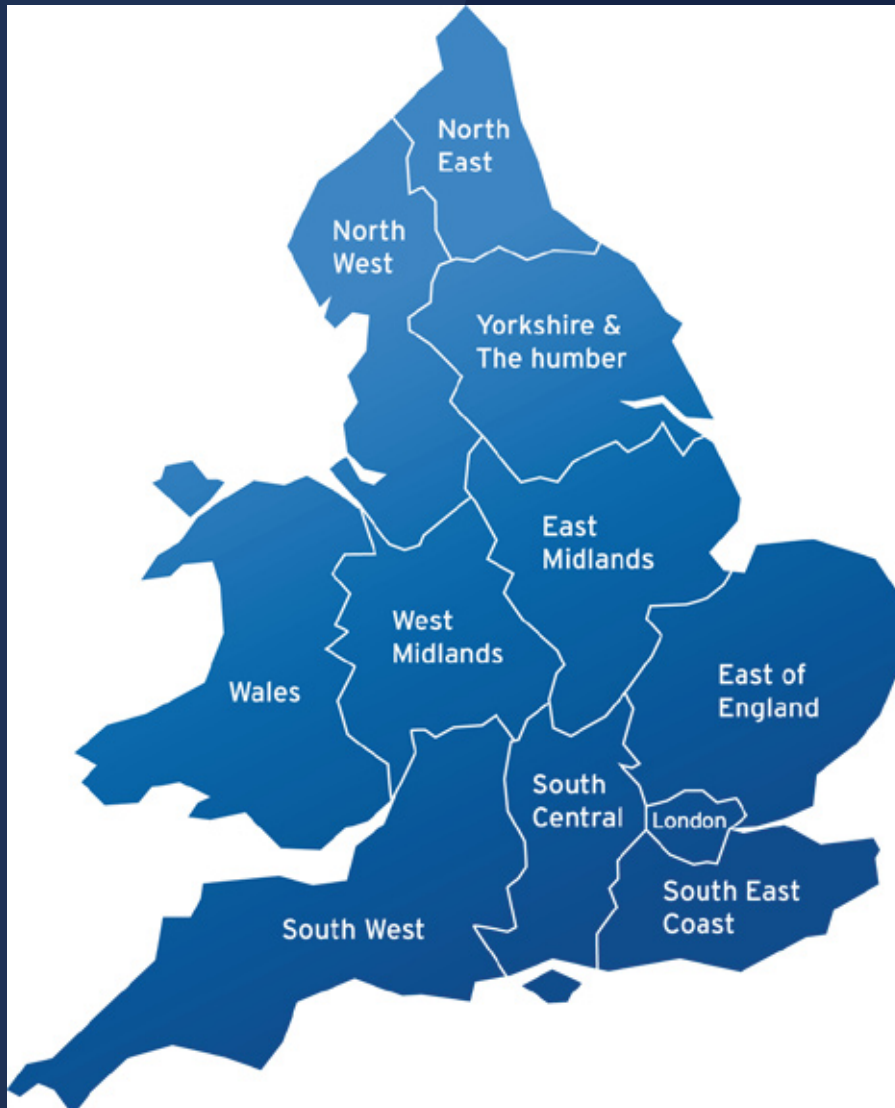 North
East
North
West
Yorkshire &
The humber
East
Midlands
West
Midlands
Wales
East of
England
South
Central
London
South East
Coast
South West